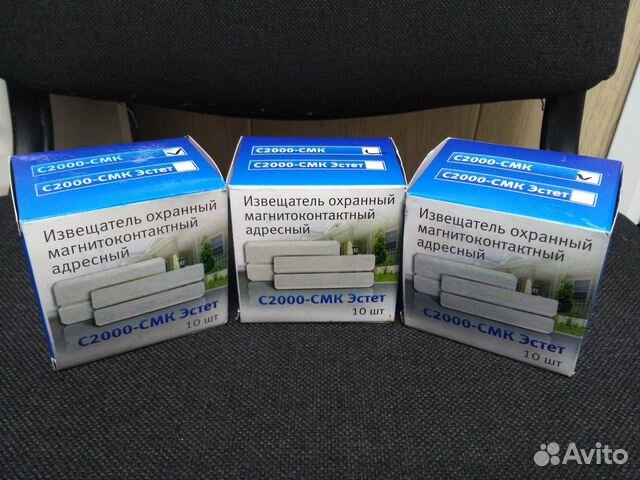 С2000-СМК
С2000-СМК Эстет
Извещатель охранный
магнитоконтактный
адресный
С2000-СМК Эстет
10 шт
С2000-СМК
С2000-СМК Эстет
Извещатель охранный
магнитоконтактный
адресный
С2000-СМК Эстет
10 шт
С2000-СМК
С2000-СМК Эстет
Извещатель охранный
магнитоконтактный
адресный
С2000-СМК Эстет
10 шт
Avito